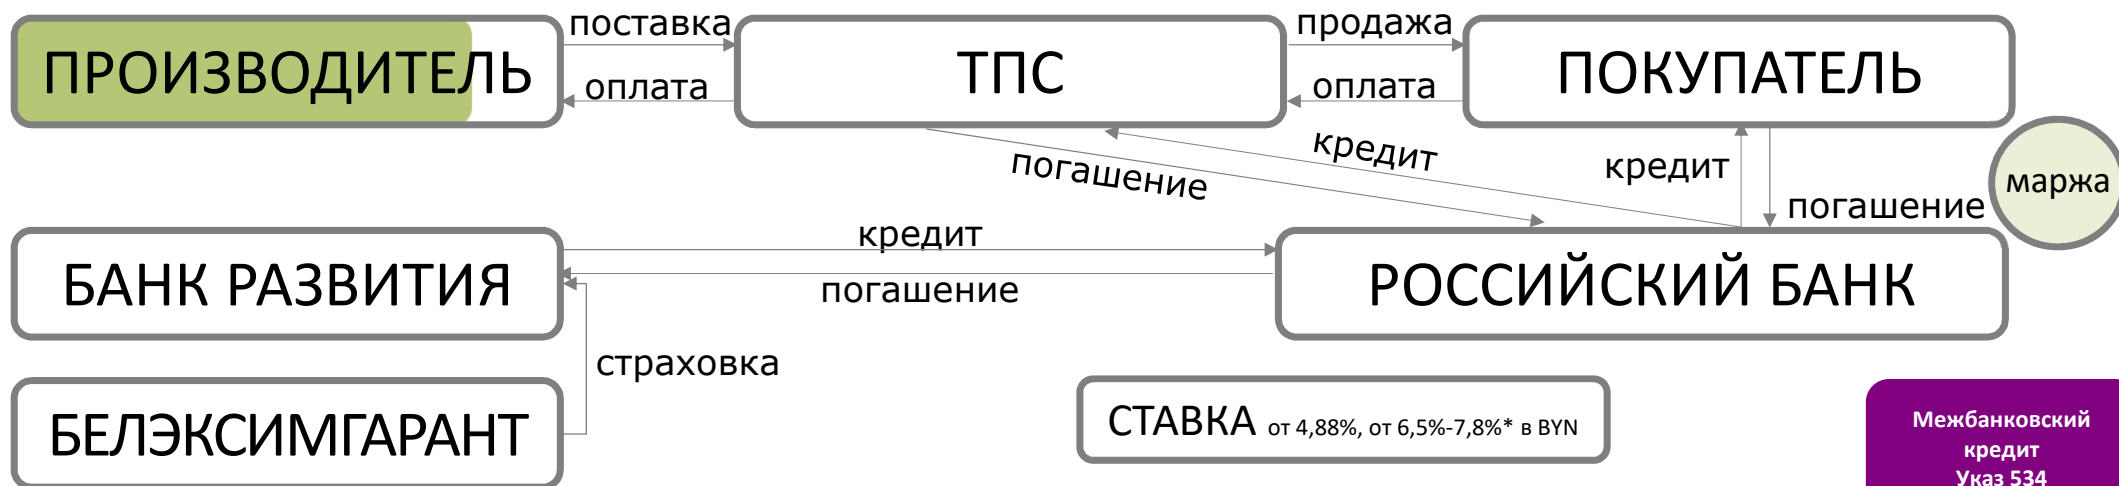 поставка
продажа
ПРОИЗВОДИТЕЛЬ
ТПС
ПОКУПАТЕЛЬ
оплата
оплата
кредит
погашение
кредит
маржа
погашение
кредит
БАНК РАЗВИТИЯ
РОССИЙСКИЙ БАНК
погашение
страховка
БЕЛЭКСИМГАРАНТ
СТАВКА от 4,88%, от 6,5%-7,8%* в BYN
Межбанковский
кредит
Указ 534